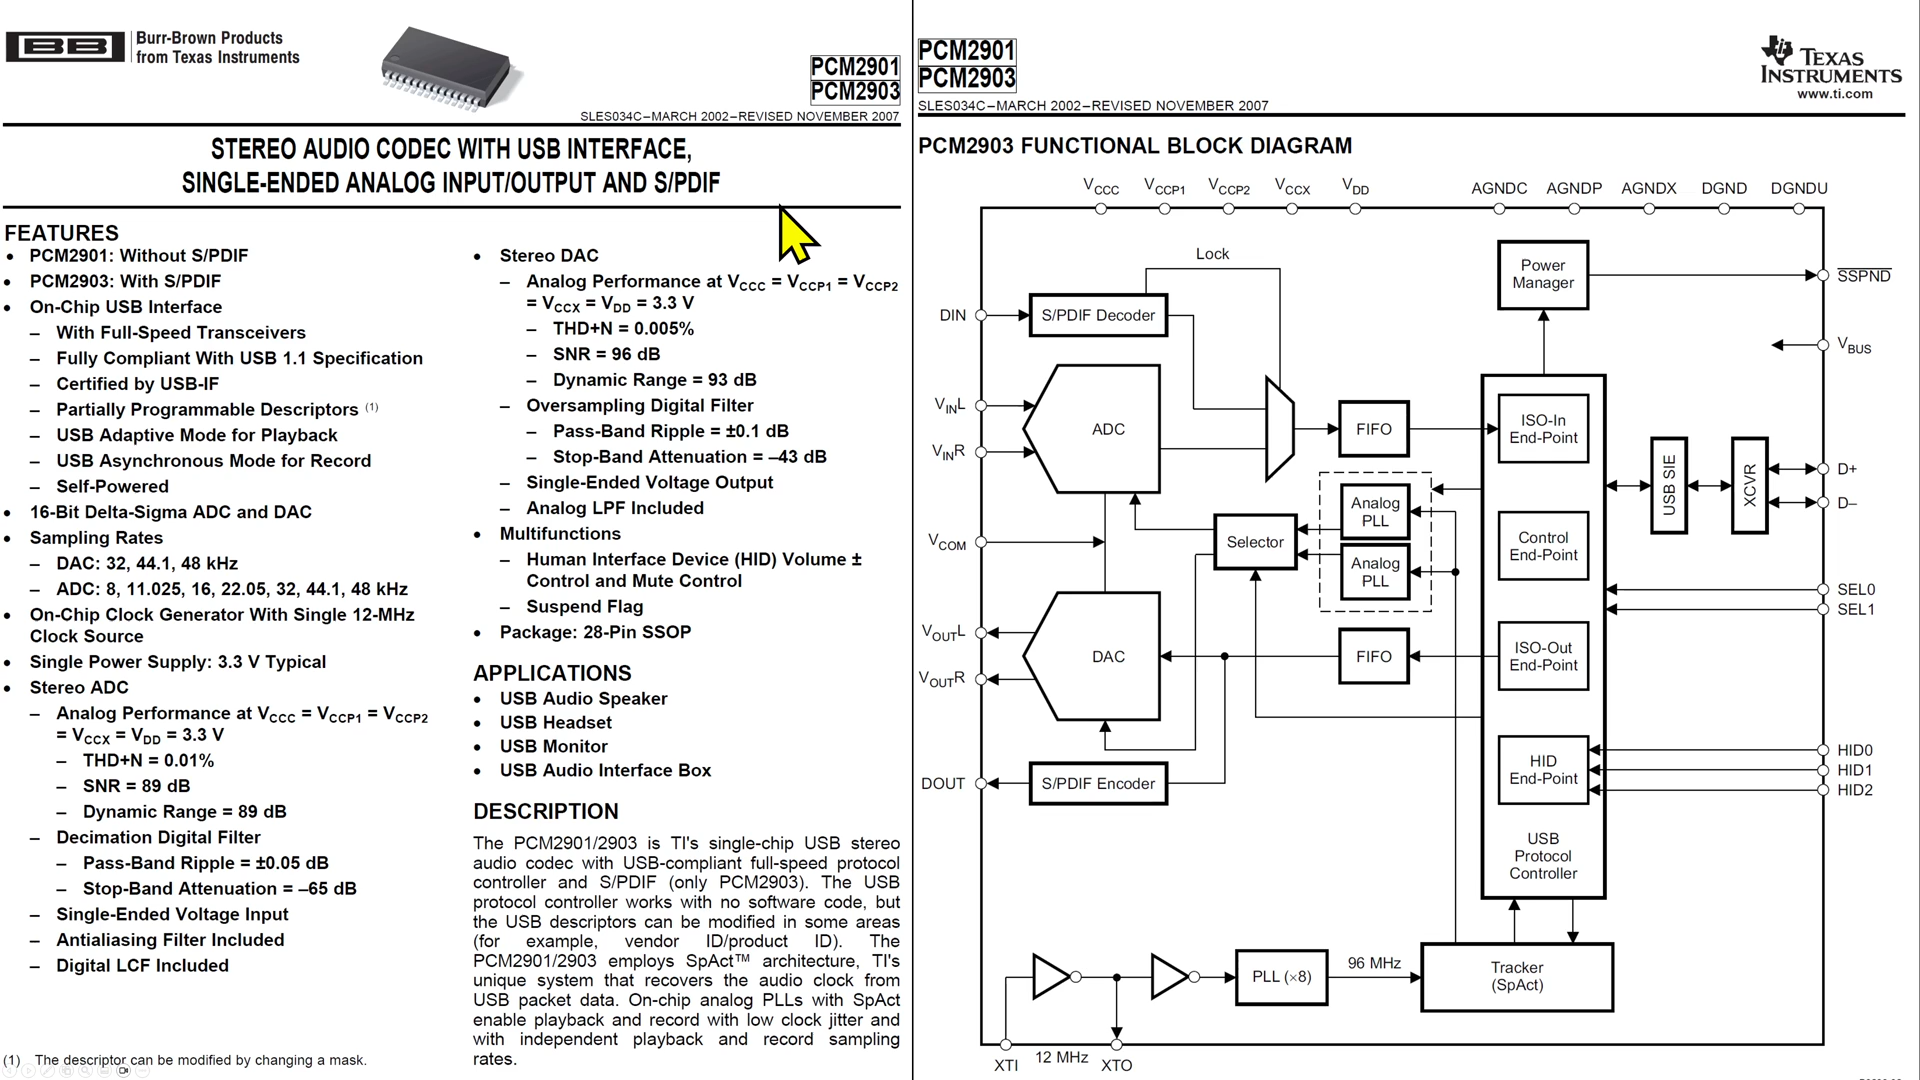 BB
Burr-Brown Products
from Texas Instruments
PCM2901
PCM2903
SLES034C–MARCH 2002–REVISED NOVEMBER 2007
STEREO AUDIO CODEC WITH USB INTERFACE,
SINGLE-ENDED ANALOG INPUT/OUTPUT AND S/PDIF
FEATURES
• PCM2901: Without S/PDIF
• PCM2903: With S/PDIF
• On-Chip USB Interface
– With Full-Speed Transceivers
– Fully Compliant With USB 1.1 Specification
– Certified by USB-IF
– Partially Programmable Descriptors (1)
– USB Adaptive Mode for Playback
– USB Asynchronous Mode for Record
– Self-Powered
• 16-Bit Delta-Sigma ADC and DAC
• Sampling Rates
– DAC: 32, 44.1, 48 kHz
– ADC: 8, 11.025, 16, 22.05, 32, 44.1, 48 kHz
• On-Chip Clock Generator With Single 12-MHz
Clock Source
• Single Power Supply: 3.3 V Typical
• Stereo ADC
– Analog Performance at VCCC = VCCP1 = VCCP2
= VCCX = VDD = 3.3 V
– THD+N = 0.01%
– SNR = 89 dB
– Dynamic Range = 89 dB
– Decimation Digital Filter
– Pass-Band Ripple = ±0.05 dB
– Stop-Band Attenuation = –65 dB
– Single-Ended Voltage Input
– Antialiasing Filter Included
– Digital LCF Included
(1) The descriptor can be modified by changing a mask.
• Stereo DAC
– Analog Performance at VCCC = VCCP1 = VCCP2
= VCCX = VDD = 3.3 V
– THD+N = 0.005%
– SNR = 96 dB
– Dynamic Range = 93 dB
– Oversampling Digital Filter
– Pass-Band Ripple = ±0.1 dB
– Stop-Band Attenuation = –43 dB
– Single-Ended Voltage Output
– Analog LPF Included
• Multifunctions
– Human Interface Device (HID) Volume ±
Control and Mute Control
– Suspend Flag
• Package: 28-Pin SSOP
APPLICATIONS
• USB Audio Speaker
• USB Headset
• USB Monitor
• USB Audio Interface Box
DESCRIPTION
The PCM2901/2903 is TI's single-chip USB stereo
audio codec with USB-compliant full-speed protocol
controller and S/PDIF (only PCM2903). The USB
protocol controller works with no software code, but
the USB descriptors can be modified in some areas
(for example, vendor ID/product ID). The
PCM2901/2903 employs SpAct™ architecture, TI's
unique system that recovers the audio clock from
USB packet data. On-chip analog PLLs with SpAct
enable playback and record with low clock jitter and
with independent playback and record sampling
rates.
PCM2901
PCM2903
SLES034C–MARCH 2002–REVISED NOVEMBER 2007
TEXAS
INSTRUMENTS
www.ti.com
PCM2903 FUNCTIONAL BLOCK DIAGRAM
VCCC VCCP1 VCCP2 VCCX VDD AGNDC AGNDP AGNDX DGND DGNDU
Lock
Power
Manager
SSPND
DIN
S/PDIF Decoder
VBUS
VINL
VINR
ADC
FIFO
ISO-In
End-Point
USB SIE
XCVR
D+
D–
Analog
PLL
Selector
Analog
PLL
VCOM
Control
End-Point
SEL0
SEL1
VOUTL
VOUTR
DAC
FIFO
ISO-Out
End-Point
HID
End-Point
HID0
HID1
HID2
DOUT
S/PDIF Encoder
USB
Protocol
Controller
PLL (×8)
96 MHz
Tracker
(SpAct)
XTI
12 MHz
XTO